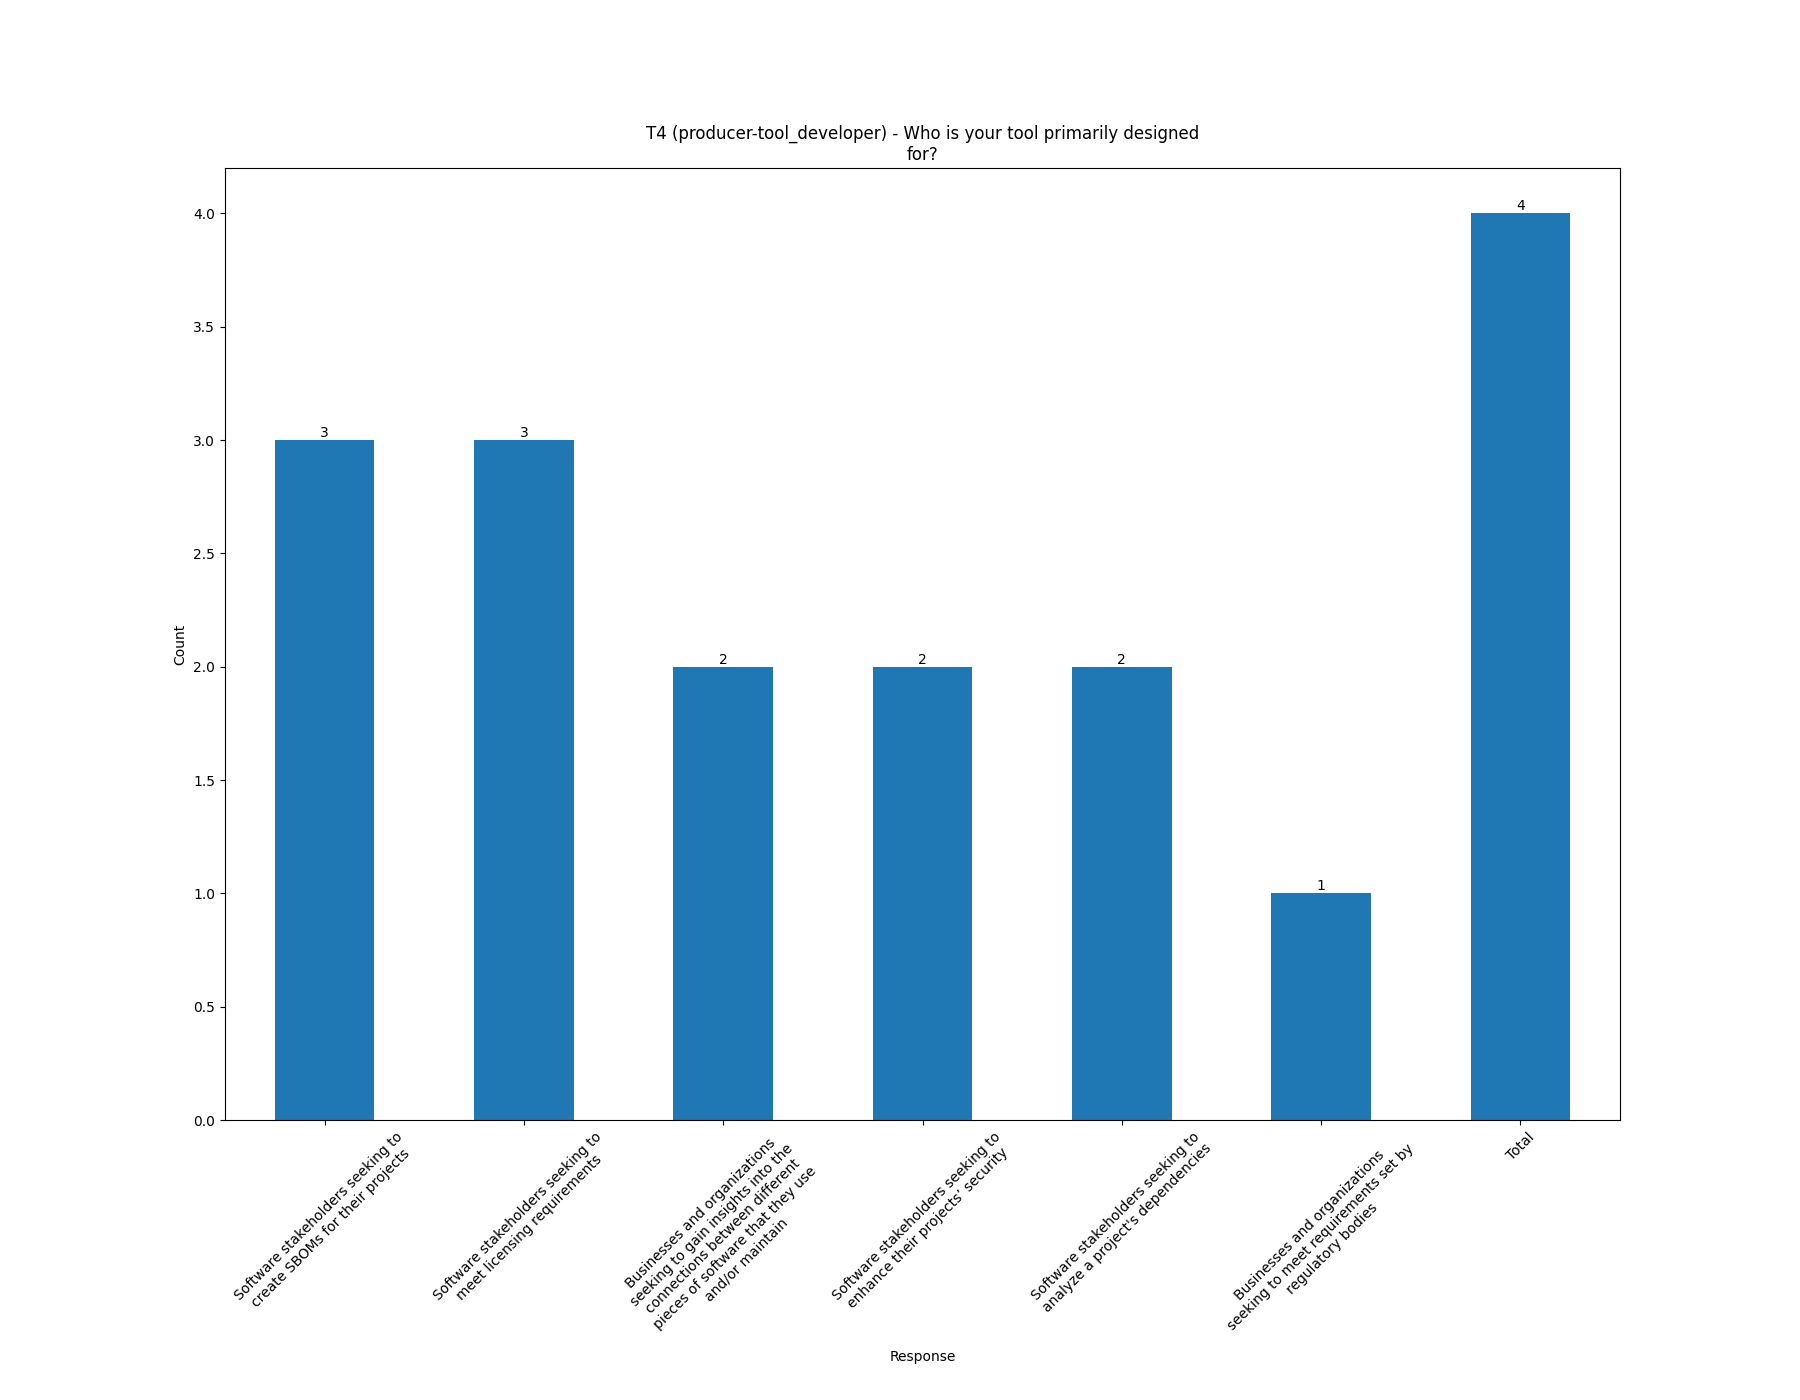 T4 (producer-tool_developer) - Who is your tool primarily designed
for?
4.0
3.5
3.0
2.5
2.0
1.5
1.0
0.5
0.0
Count
3
3
2
2
2
1
4
Software stakeholders seeking to
create SBOMs for their projects
Software stakeholders seeking to
meet licensing requirements
Businesses and organizations
seeking to gain insights into the
connections between different
pieces of software that they use
and/or maintain
Software stakeholders seeking to
enhance their projects' security
Software stakeholders seeking to
analyze a project's dependencies
Businesses and organizations
seeking to meet requirements set by
regulatory bodies
Total
Response